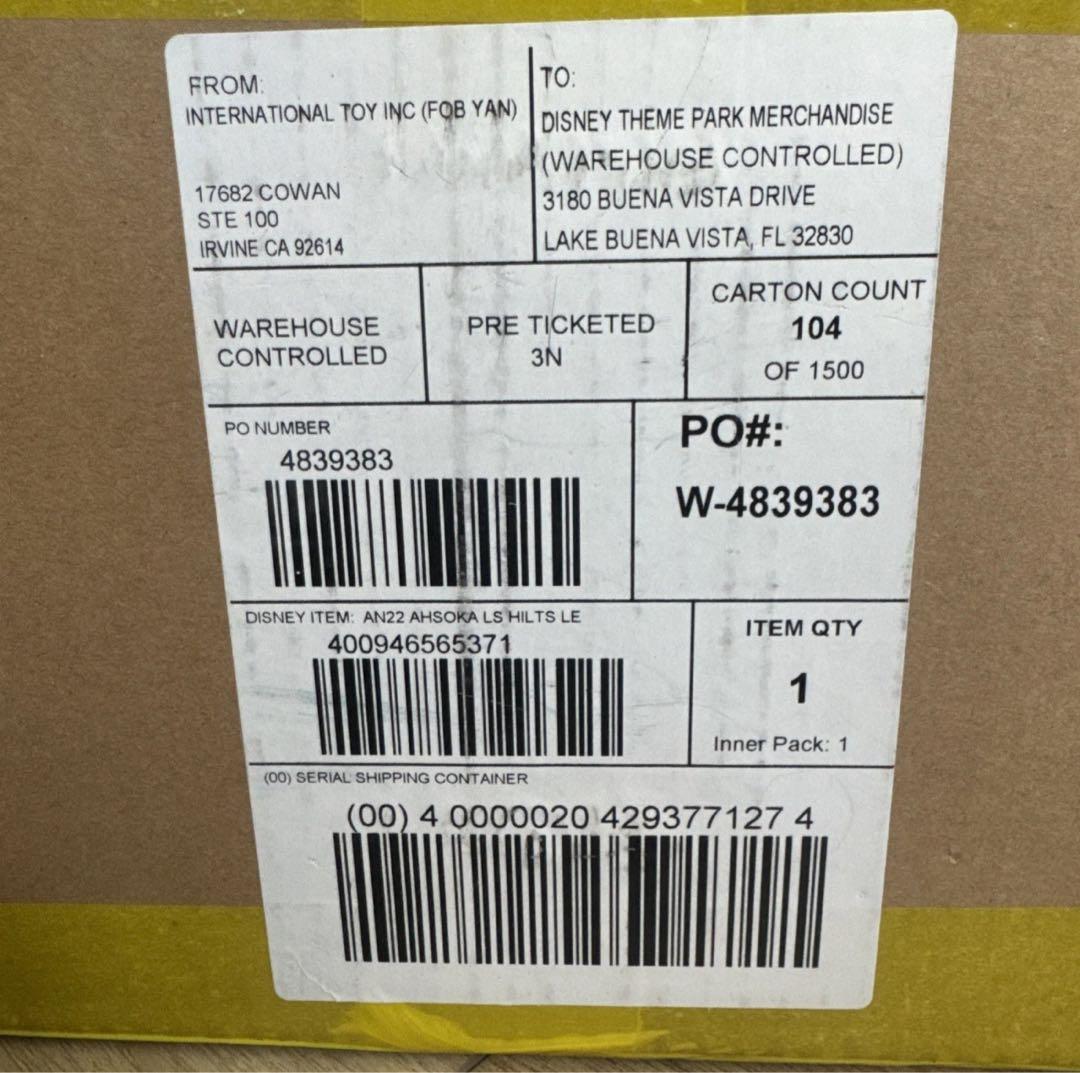 FROM:
INTERNATIONAL TOY INC (FOB YAN)
17682 COWAN
STE 100
IRVINE CA 92614
TO:
DISNEY THEME PARK MERCHANDISE
(WAREHOUSE CONTROLLED)
3180 BUENA VISTA DRIVE
LAKE BUENA VISTA, FL 32830
WAREHOUSE
CONTROLLED
PRE TICKETED
3N
CARTON COUNT
104
OF 1500
PO NUMBER
4839383
PO#:
W-4839383
DISNEY ITEM: AN22 AHSOKA LS HILTS LE
400946565371
ITEM QTY
1
Inner Pack: 1
(00) SERIAL SHIPPING CONTAINER
(00) 4 0000020 429377127 4